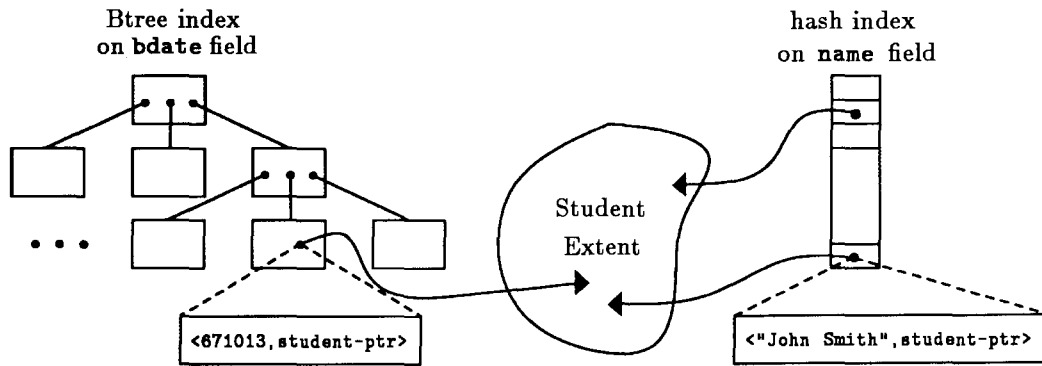 Btree index
on bdate field
hash index
on name field
Student
Extent
<671013,student-ptr>
<"John Smith",student-ptr>